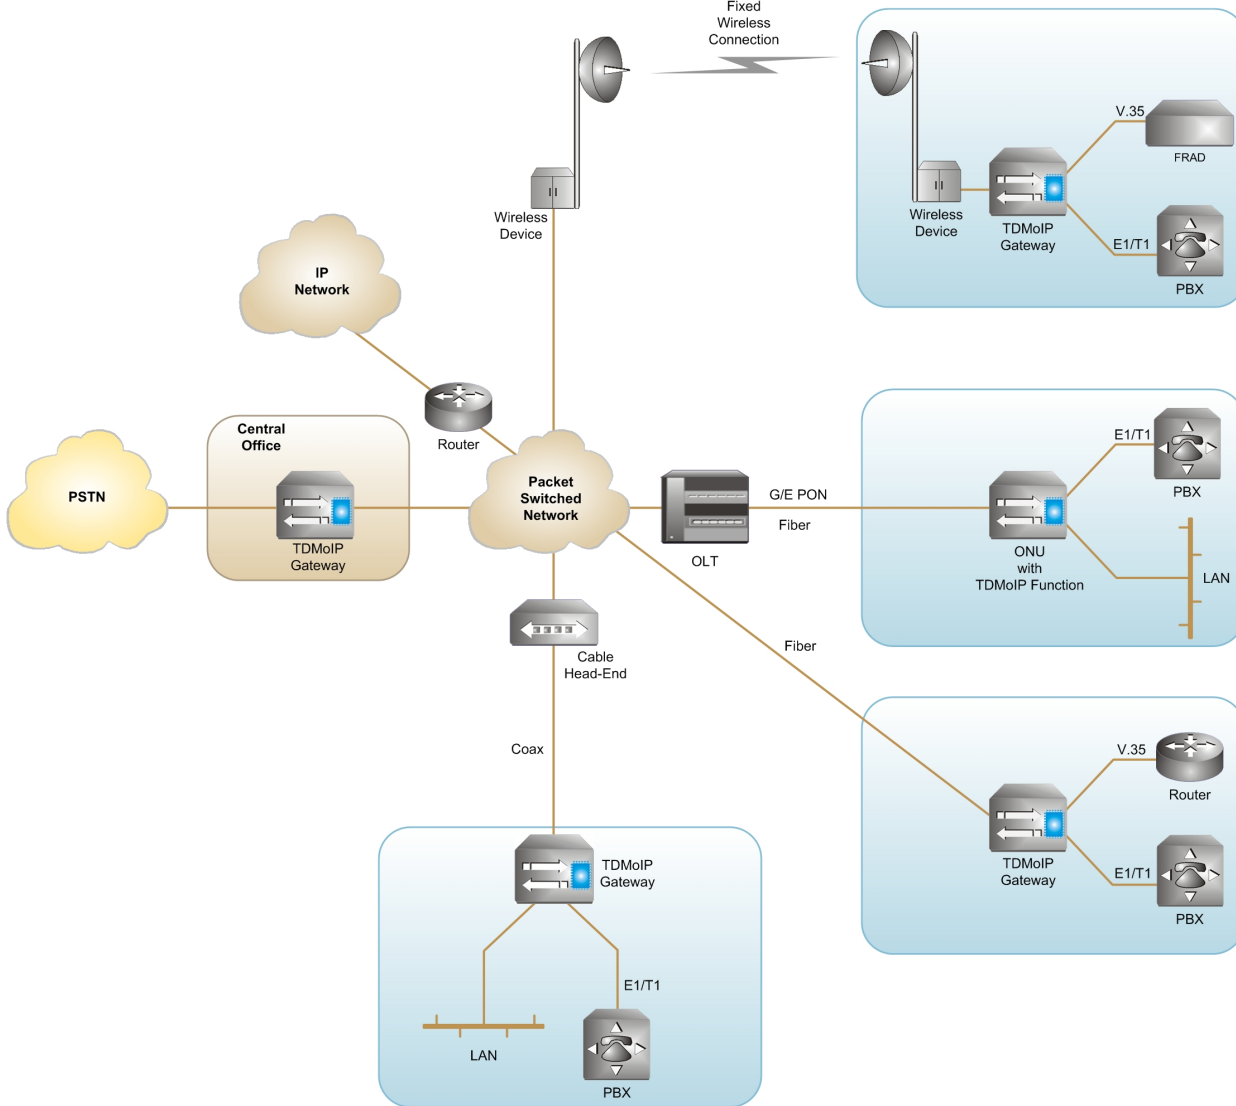 Fixed
Wireless
Connection
V.35
FRAD
Wireless
Device
Wireless
Device
TDMoIP
Gateway
E1/T1
PBX
IP
Network
Router
Central
Office
PSTN
TDMoIP
Gateway
Packet
Switched
Network
OLT
G/E PON
Fiber
E1/T1
PBX
ONU
with
TDMoIP Function
LAN
Cable
Head-End
Fiber
Coax
V.35
Router
TDMoIP
Gateway
E1/T1
PBX
TDMoIP
Gateway
E1/T1
LAN
PBX